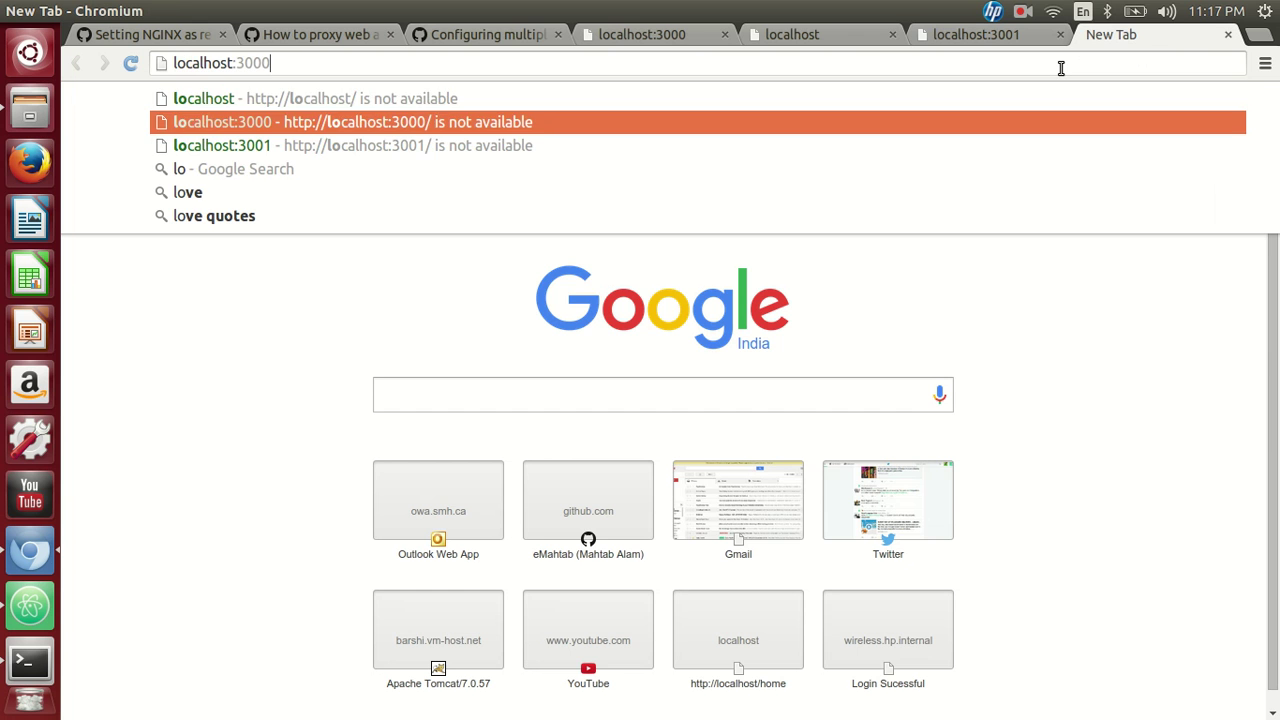 New Tab - Chromium
En
11:17 PM
Setting NGINX as re
How to proxy web a
Configuring multipl
localhost:3000
localhost
localhost:3001
New Tab
localhost:3000
localhost - http://localhost/ is not available
localhost:3000 - http://localhost:3000/ is not available
localhost:3001 - http://localhost:3001/ is not available
lo - Google Search
love
love quotes
Google
India
owa.smh.ca
github.com
Outlook Web App
eMahtab (Mahtab Alam)
Gmail
Twitter
You
Tube
barshi.vm-host.net
www.youtube.com
localhost
wireless.hp.internal
Apache Tomcat/7.0.57
YouTube
http://localhost/home
Login Sucessful